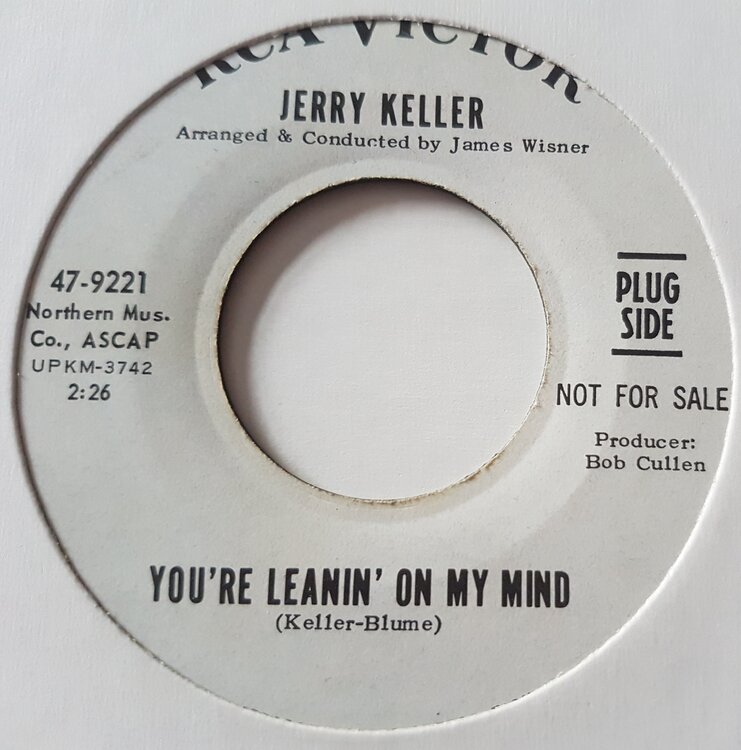 RCA VICTOR
JERRY KELLER
Arranged & Conducted by James Wisner
47-9221
Northern Mus.
Co., ASCAP
UPKM-3742
2:26
PLUG
SIDE
NOT FOR SALE
Producer:
Bob Cullen
YOU'RE LEANIN' ON MY MIND
(Keller-Blume)